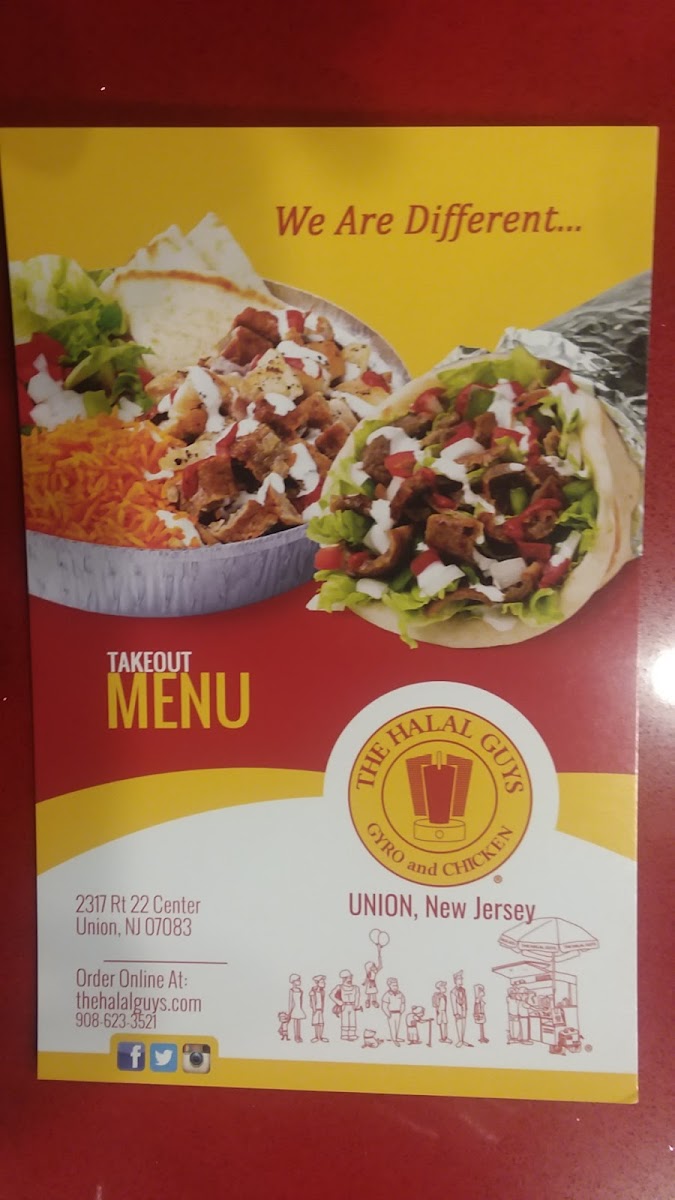 We Are Different...
TAKEOUT
MENU
THE HALAL GUYS
GYRO and CHICKEN
®
UNION, New Jersey
2317 Rt 22 Center
Union, NJ 07083
Order Online At:
thehalalguys.com
908-623-3521
®